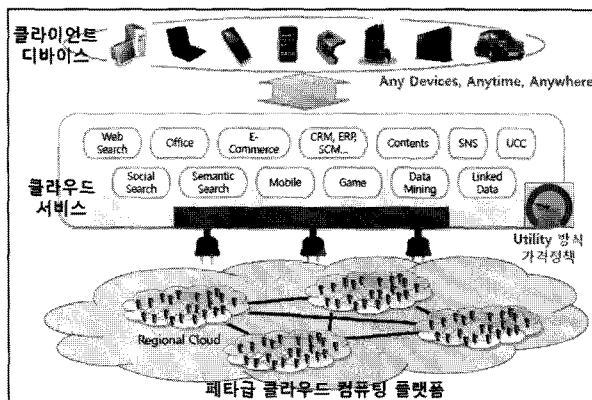 클라이언트
디바이스
Any Devices, Anytime, Anywhere
Web
Search
Office
E-
Commerce
CRM, ERP,
SCM...
Contents
SNS
UCC
Social
Search
Semantic
Search
Mobile
Game
Data
Mining
Linked
Data
클라우드
서비스
Utility 방식
가격정책
Regional Cloud
페타급 클라우드 컴퓨팅 플랫폼